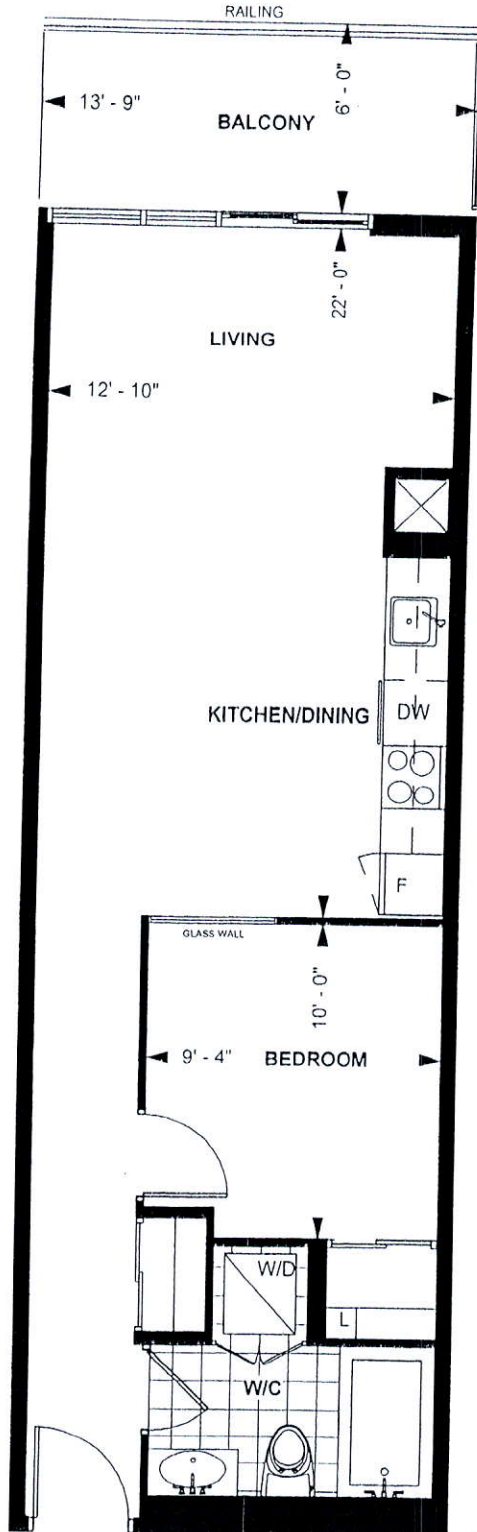 RAILING
13' - 9"
6' - 0"
BALCONY
22' - 0"
LIVING
12' - 10"
KITCHEN/DINING
DW
F
GLASS WALL
10' - 0"
9' - 4"
BEDROOM
W/D
L
W/C